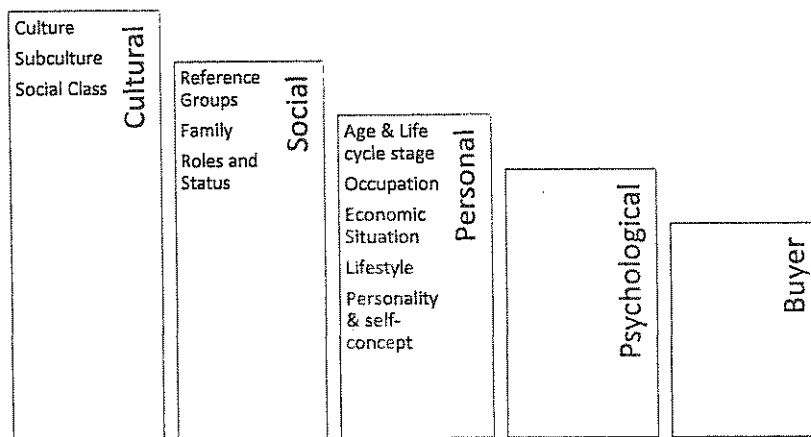 Culture
Subculture
Social Class
Cultural
Reference
Groups
Family
Roles and
Status
Social
Age & Life
cycle stage
Occupation
Economic
Situation
Lifestyle
Personality
& self-
concept
Personal
Psychological
Buyer